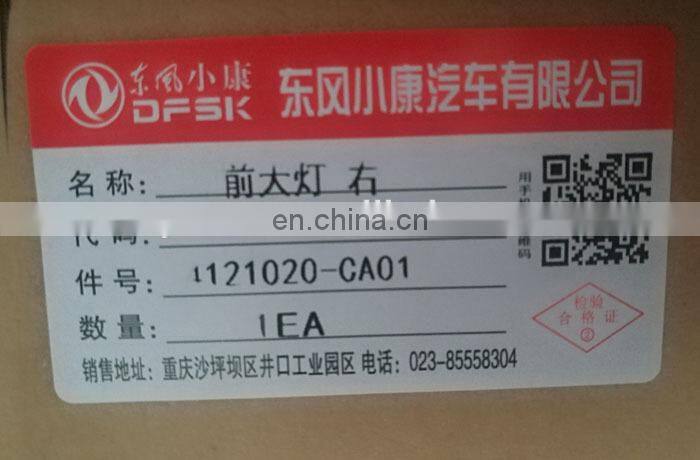 东风小康
DFSK
东风小康汽车有限公司
名称: 前大灯 右
en.china.cn
代码:
件号: 4121020-CA01
数量: 1EA
销售地址: 重庆沙坪坝区井口工业园区 电话: 023-85558304
检验
合格证
②